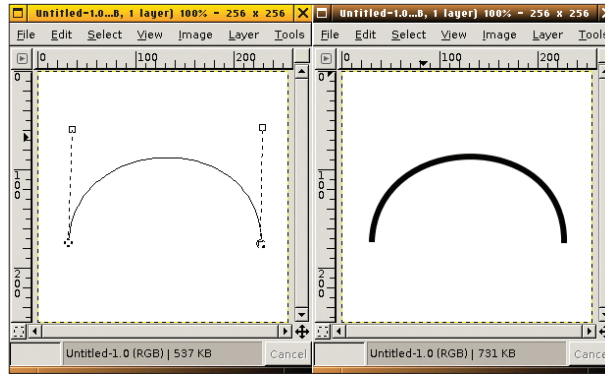 Untitled-1.0...B, 1 layer) 100% - 256 x 256
File Edit Select View Image Layer Tools
0 100 200
0
100
200
Untitled-1.0 (RGB) | 537 KB Cancel
Untitled-1.0...B, 1 layer) 100% - 256 x 256
File Edit Select View Image Layer Tools
0 100 200
0
100
200
Untitled-1.0 (RGB) | 731 KB Cancel